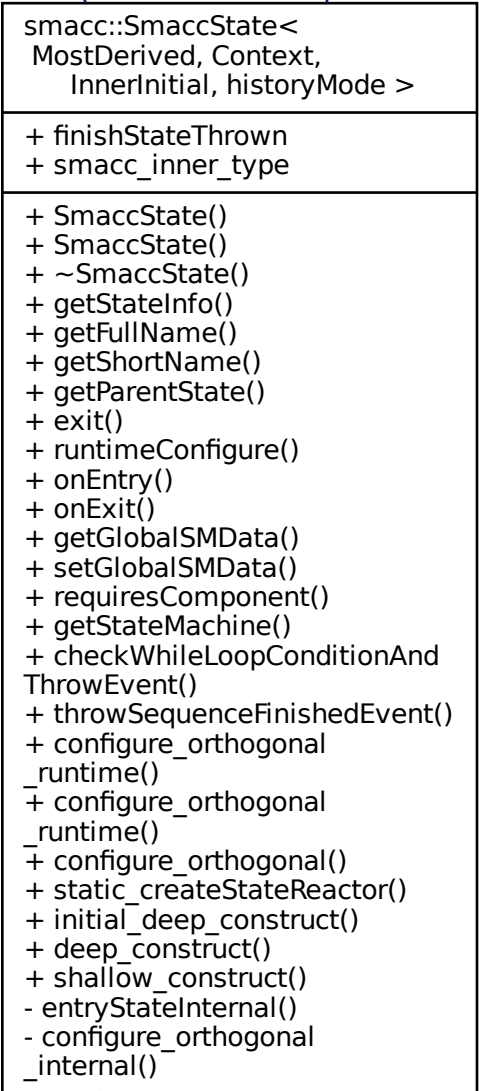 smacc::SmaccState<
MostDerived, Context,
InnerInitial, historyMode >
+ finishStateThrown
+ smacc_inner_type
+ SmaccState()
+ SmaccState()
+ ~SmaccState()
+ getStateInfo()
+ getFullName()
+ getShortName()
+ getParentState()
+ exit()
+ runtimeConfigure()
+ onEntry()
+ onExit()
+ getGlobalSMData()
+ setGlobalSMData()
+ requiresComponent()
+ getStateMachine()
+ checkWhileLoopConditionAnd
ThrowEvent()
+ throwSequenceFinishedEvent()
+ configure_orthogonal
_runtime()
+ configure_orthogonal
_runtime()
+ configure_orthogonal()
+ static_createStateReactor()
+ initial_deep_construct()
+ deep_construct()
+ shallow_construct()
- entryStateInternal()
- configure_orthogonal
_internal()